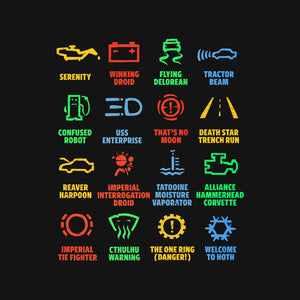 SERENITY
WINKING
DROID
FLYING
DELOREAN
TRACTOR
BEAM
CONFUSED
ROBOT
USS
ENTERPRISE
THAT'S NO
MOON
DEATH STAR
TRENCH RUN
REAVER
HARPOON
IMPERIAL
INTERROGATION
DROID
TATOOINE
MOISTURE
VAPORATOR
ALLIANCE
HAMMERHEAD
CORVETTE
IMPERIAL
TIE FIGHTER
CTHULHU
WARNING
THE ONE RING
(DANGER!)
WELCOME
TO HOTH